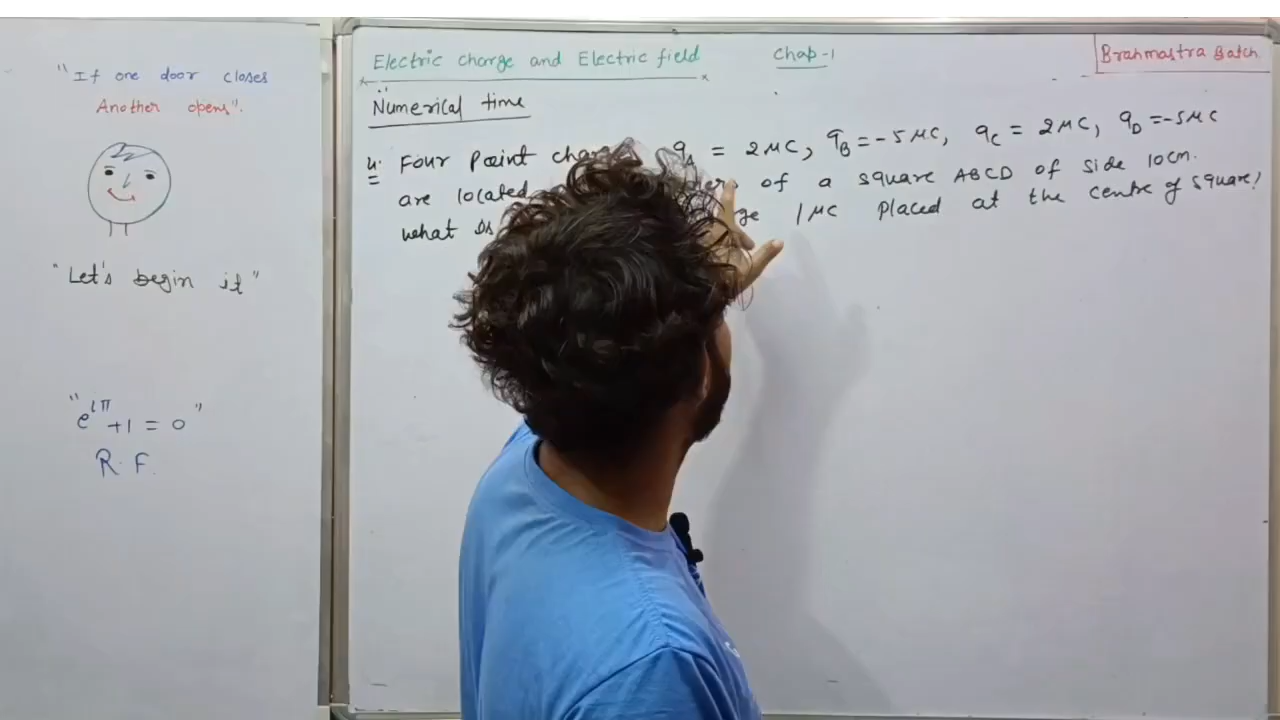 "If one door closes
Another opens".
"Let's begin it"
"e^iπ +1 = 0"
R. F.
Electric charge and Electric field
Chap-1
Brahmastra Batch
Numerical time
4. Four Point q_A = 2μC, q_B = -5μC, q_C = 2μC, q_D = -5μC
are located of a square ABCD of side 10cm.
what is 1μC placed at the centre of square?